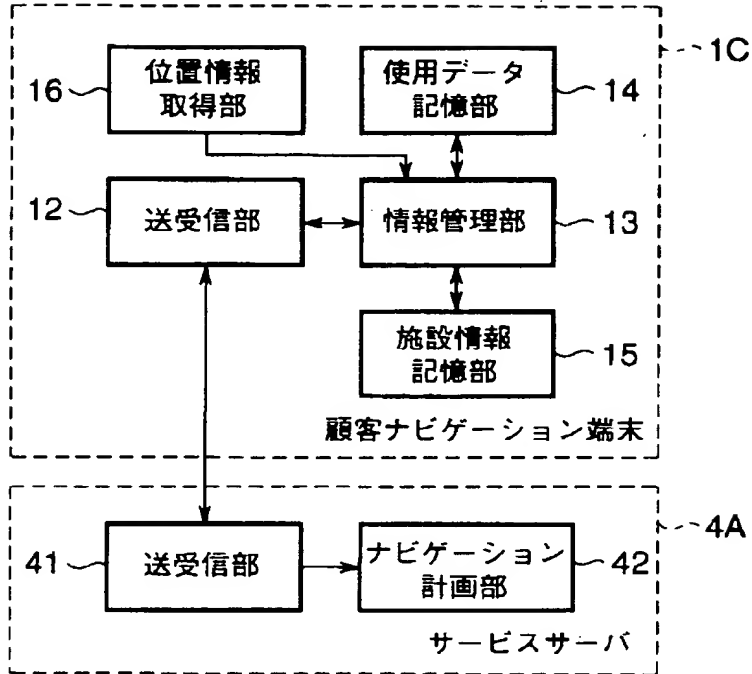 1C
16
位置情報
取得部
使用データ
記憶部
14
12
送受信部
情報管理部
13
施設情報
記憶部
15
顧客ナビゲーション端末
4A
41
送受信部
ナビゲーション
計画部
42
サービスサーバ